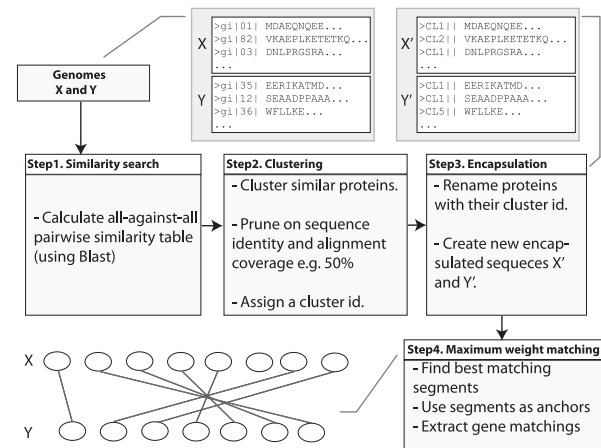 Genomes
X and Y
X
>gi|01| MDAEQNQEE...
>gi|82| VKAEPLKETETKQ...
>gi|03| DNLPRGSRA...
...
Y
>gi|35| EERIKATMD...
>gi|12| SEAADPPAAA...
>gi|36| WFLLKE...
...
X'
>CL1|| MDAEQNQEE...
>CL2|| VKAEPLKETETKQ...
>CL1|| DNLPRGSRA...
...
Y'
>CL1|| EERIKATMD...
>CL1|| SEAADPPAAA...
>CL5|| WFLLKE...
...
Step1. Similarity search
- Calculate all-against-all
pairwise similarity table
(using Blast)
Step2. Clustering
- Cluster similar proteins.
- Prune on sequence
identity and alignment
coverage e.g. 50%
- Assign a cluster id.
Step3. Encapsulation
- Rename proteins
with their cluster id.
- Create new encap-
sulated sequeces X'
and Y'.
Step4. Maximum weight matching
- Find best matching
segments
- Use segments as anchors
- Extract gene matchings
X
Y